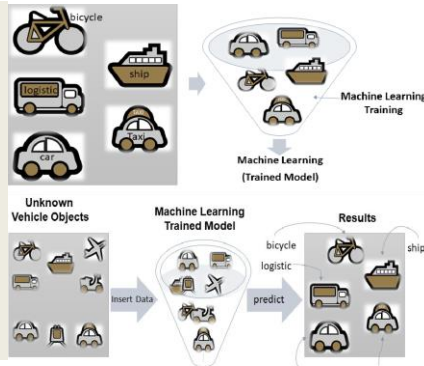 bicycle
ship
logistic
Taxi
car
Machine Learning
Training
Machine Learning
(Trained Model)
Unknown
Vehicle Objects
Machine Learning
Trained Model
Results
bicycle
ship
logistic
Insert Data
predict